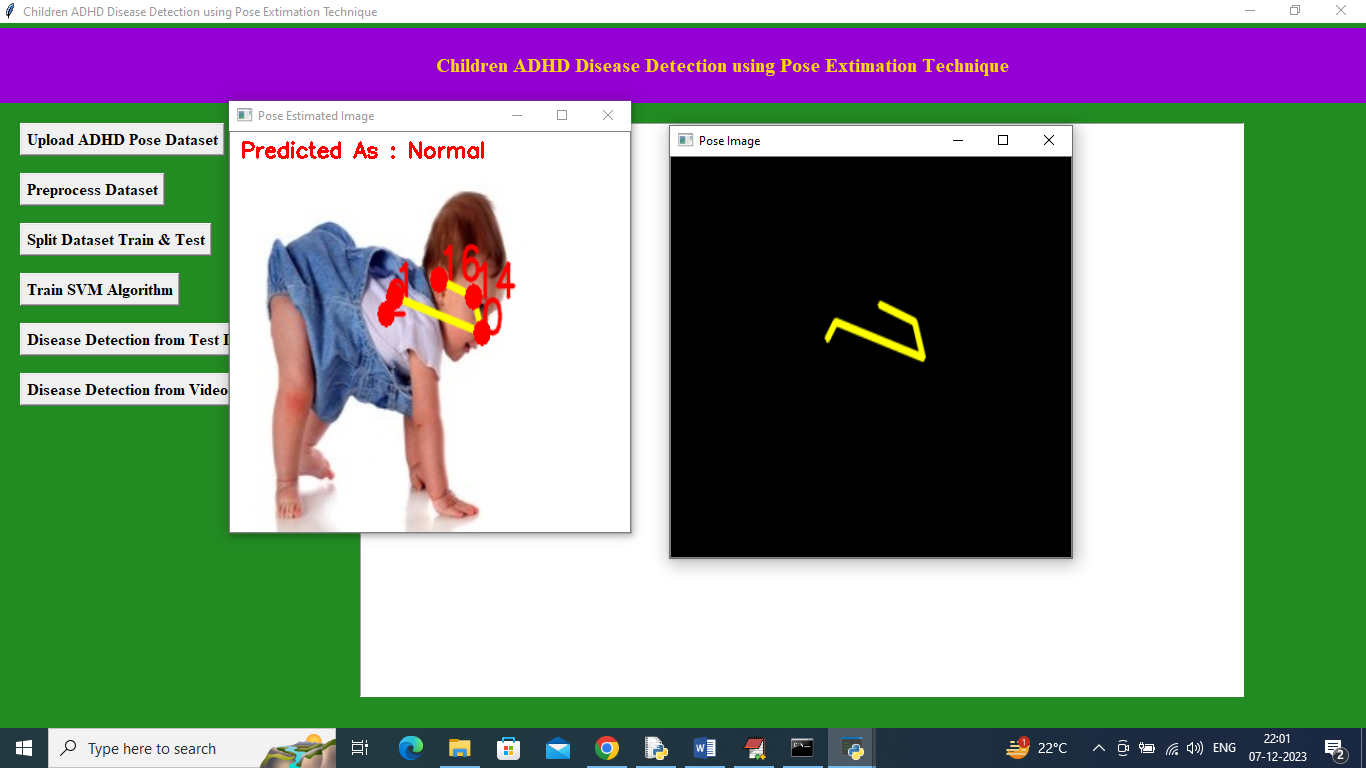 Children ADHD Disease Detection using Pose Extimation Technique
Children ADHD Disease Detection using Pose Extimation Technique
Upload ADHD Pose Dataset
Preprocess Dataset
Split Dataset Train & Test
Train SVM Algorithm
Disease Detection from Test
Disease Detection from Video
Pose Estimated Image
Predicted As : Normal
16
14
1
2
0
Pose Image
Type here to search
1
22°C
ENG
22:01
07-12-2023
2